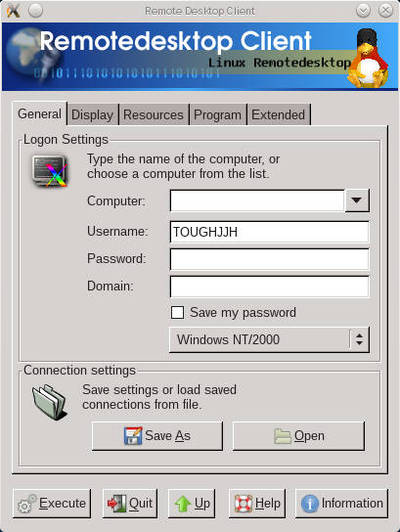 Remote Desktop Client
Remotedesktop Client
Linux Remotedesktop
General Display Resources Program Extended
Logon Settings
Type the name of the computer, or
choose a computer from the list.
Computer:
Username: TOUGHJJH
Password:
Domain:
Save my password
Windows NT/2000
Connection settings
Save settings or load saved
connections from file.
Save As Open
Execute Quit Up Help Information